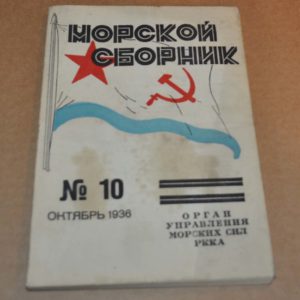 МОРСКОЙ
СБОРНИК
№ 10
ОКТЯБРЬ 1936
ОРГАН
УПРАВЛЕНИЯ
МОРСКИХ СИЛ
РККА